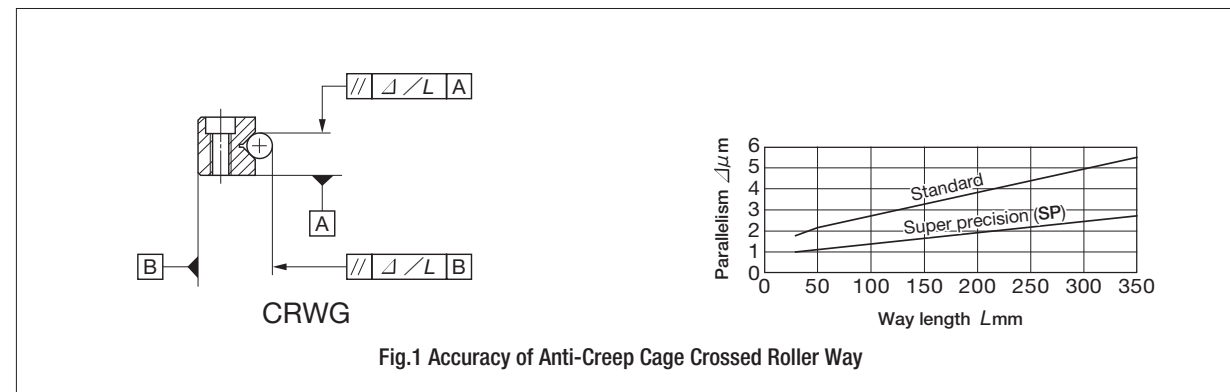 // ⊿/L A
A
B
// ⊿/L B
CRWG
Parallelism ⊿μm
6
5
4
3
2
1
0
Standard
Super precision (SP)
0 50 100 150 200 250 300 350
Way length Lmm
Fig.1 Accuracy of Anti-Creep Cage Crossed Roller Way